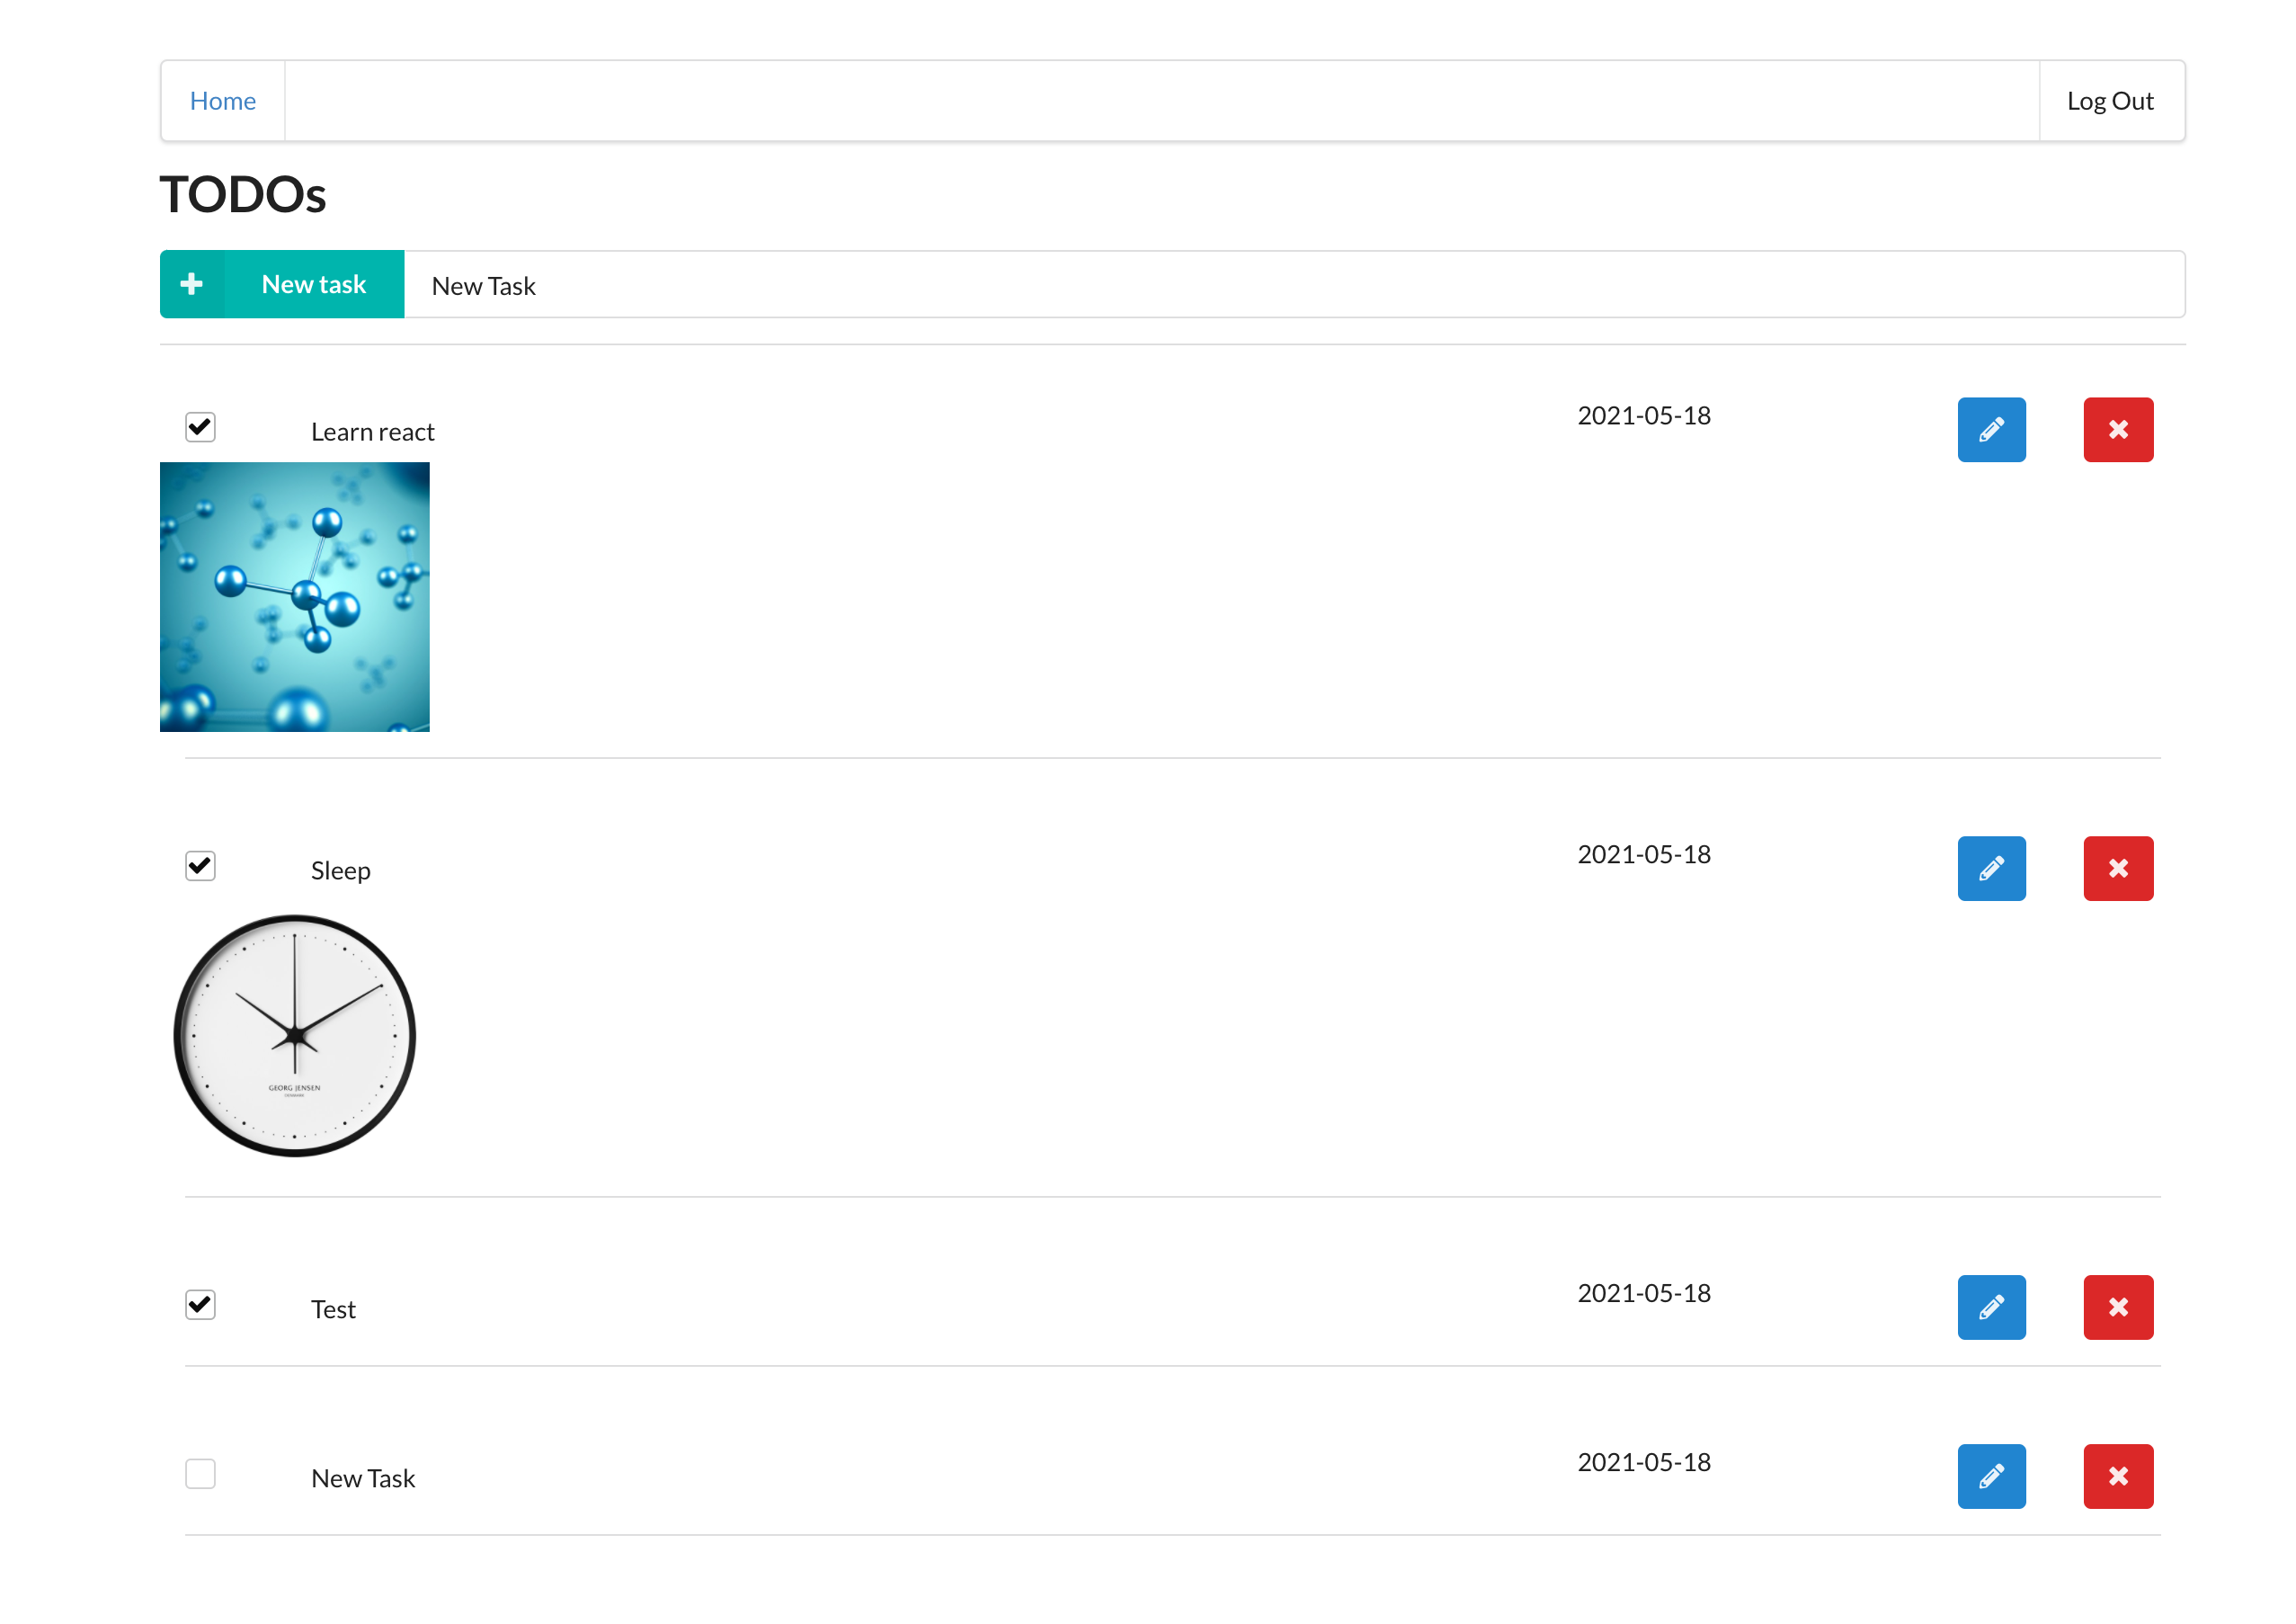 Home
Log Out
TODOs
New task
New Task
Learn react
2021-05-18
Sleep
2021-05-18
GEORG JENSEN
Test
2021-05-18
New Task
2021-05-18